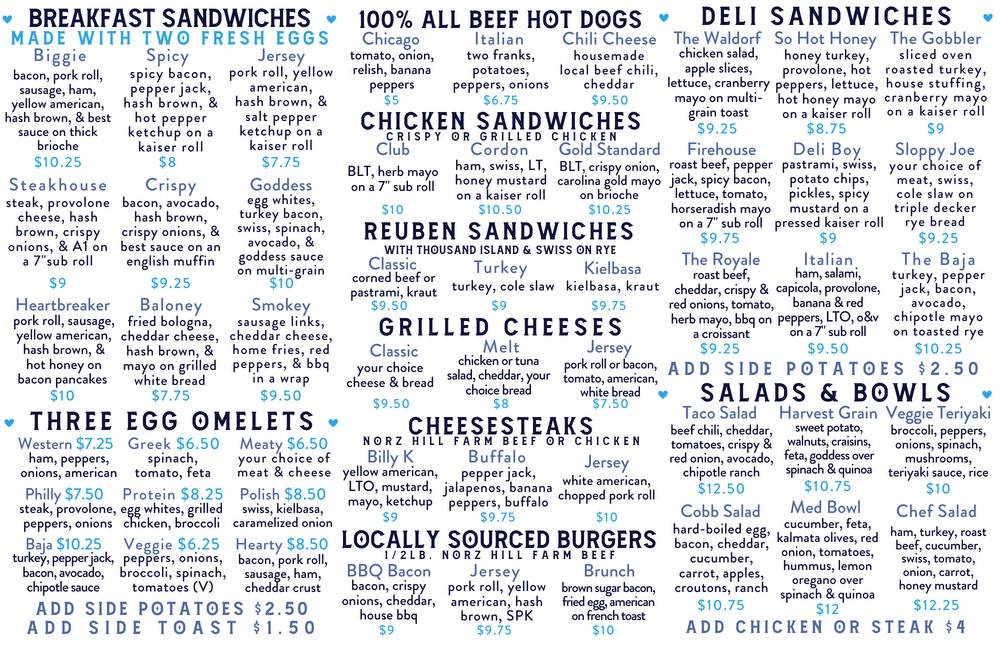 BREAKFAST SANDWICHES
MADE WITH TWO FRESH EGGS
Biggie
bacon, pork roll,
sausage, ham,
yellow american,
hash brown, & best
sauce on thick
brioche
$10.25
Spicy
spicy bacon,
pepper jack,
hash brown, &
hot pepper
ketchup on a
kaiser roll
$8
Jersey
pork roll, yellow
american,
hash brown, &
salt pepper
ketchup on a
kaiser roll
$7.75
Steakhouse
steak, provolone
cheese, hash
brown, crispy
onions, & A1 on
a 7"sub roll
$9
Crispy
bacon, avocado,
hash brown,
crispy onions, &
best sauce on an
english muffin
$9.25
Goddess
egg whites,
turkey bacon,
swiss, spinach,
avocado, &
goddess sauce
on multi-grain
$10
Heartbreaker
pork roll, sausage,
yellow american,
hash brown, &
hot honey on
bacon pancakes
$10
Baloney
fried bologna,
cheddar cheese,
hash brown, &
mayo on grilled
white bread
$7.75
Smokey
sausage links,
cheddar cheese,
home fries, red
peppers, & bbq
in a wrap
$9.50
THREE EGG OMELETS
Western $7.25
ham, peppers,
onions, american
Greek $6.50
spinach,
tomato, feta
Meaty $6.50
your choice of
meat & cheese
Philly $7.50
steak, provolone,
peppers, onions
Protein $8.25
egg whites, grilled
chicken, broccoli
Polish $8.50
swiss, kielbasa,
caramelized onion
Baja $10.25
turkey, pepper jack,
bacon, avocado,
chipotle sauce
Veggie $6.25
peppers, onions,
broccoli, spinach,
tomatoes (V)
Hearty $8.50
bacon, pork roll,
sausage, ham,
cheddar crust
ADD SIDE POTATOES $2.50
ADD SIDE TOAST $1.50
100% ALL BEEF HOT DOGS
Chicago
tomato, onion,
relish, banana
peppers
$5
Italian
two franks,
potatoes,
peppers, onions
$6.75
Chili Cheese
housemade
local beef chili,
cheddar
$9.50
CHICKEN SANDWICHES
CRISPY OR GRILLED CHICKEN
Club
BLT, herb mayo
on a 7" sub roll
$10
Cordon
ham, swiss, LT,
honey mustard
on a kaiser roll
$10.50
Gold Standard
BLT, crispy onion,
carolina gold mayo
on brioche
$10.25
REUBEN SANDWICHES
WITH THOUSAND ISLAND & SWISS ON RYE
Classic
corned beef or
pastrami, kraut
$9.50
Turkey
turkey, cole slaw
$9
Kielbasa
kielbasa, kraut
$9.75
GRILLED CHEESES
Classic
your choice
cheese & bread
$9.50
Melt
chicken or tuna
salad, cheddar, your
choice bread
$8
Jersey
pork roll or bacon,
tomato, american,
white bread
$7.50
CHEESESTEAKS
NORZ HILL FARM BEEF OR CHICKEN
Billy K
yellow american,
LTO, mustard,
mayo, ketchup
$9
Buffalo
pepper jack,
jalapenos, banana
peppers, buffalo
$9.75
Jersey
white american,
chopped pork roll
$10
LOCALLY SOURCED BURGERS
1/2LB. NORZ HILL FARM BEEF
BBQ Bacon
bacon, crispy
onions, cheddar,
house bbq
$9
Jersey
pork roll, yellow
american, hash
brown, SPK
$9.75
Brunch
brown sugar bacon,
fried egg, american
on french toast
$10
DELI SANDWICHES
The Waldorf
chicken salad,
apple slices,
lettuce, cranberry
mayo on multi-
grain toast
$9.25
So Hot Honey
honey turkey,
provolone, hot
peppers, lettuce,
hot honey mayo
on a kaiser roll
$8.75
The Gobbler
sliced oven
roasted turkey,
house stuffing,
cranberry mayo
on a kaiser roll
$9
Firehouse
roast beef, pepper
jack, spicy bacon,
lettuce, tomato,
horseradish mayo
on a 7" sub roll
$9.75
Deli Boy
pastrami, swiss,
potato chips,
pickles, spicy
mustard on a
pressed kaiser roll
$9
Sloppy Joe
your choice of
meat, swiss,
cole slaw on
triple decker
rye bread
$9.25
The Royale
roast beef,
cheddar, crispy &
red onions, tomato,
herb mayo, bbq on
a croissant
$9.25
Italian
ham, salami,
capicola, provolone,
banana & red
peppers, LTO, o&v
on a 7" sub roll
$9.50
The Baja
turkey, pepper
jack, bacon,
avocado,
chipotle mayo
on toasted rye
$10.25
ADD SIDE POTATOES $2.50
SALADS & BOWLS
Taco Salad
beef chili, cheddar,
tomatoes, crispy &
red onion, avocado,
chipotle ranch
$12.50
Harvest Grain
sweet potato,
walnuts, craisins,
feta, goddess over
spinach & quinoa
$10.75
Veggie Teriyaki
broccoli, peppers,
onions, spinach,
mushrooms,
teriyaki sauce, rice
$10
Cobb Salad
hard-boiled egg,
bacon, cheddar,
cucumber,
carrot, apples,
croutons, ranch
$10.75
Med Bowl
cucumber, feta,
kalmata olives, red
onion, tomatoes,
hummus, lemon
oregano over
spinach & quinoa
$12
Chef Salad
ham, turkey, roast
beef, cucumber,
swiss, tomato,
onion, carrot,
honey mustard
$12.25
ADD CHICKEN OR STEAK $4